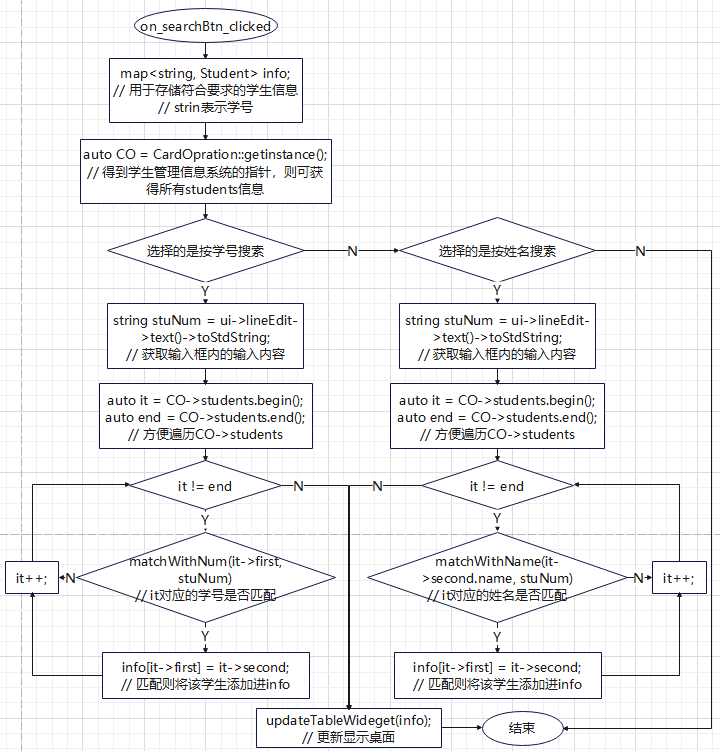 on_searchBtn_clicked
map<string, Student> info;
// 用于存储符合要求的学生信息
// strin表示学号
auto CO = CardOpration::getinstance();
// 得到学生管理信息系统的指针，则可获
得所有students信息
选择的是按学号搜索
N
选择的是按姓名搜索
N
Y
Y
string stuNum = ui->lineEdit-
>text()->toStdString;
// 获取输入框内的输入内容
string stuNum = ui->lineEdit-
>text()->toStdString;
// 获取输入框内的输入内容
auto it = CO->students.begin();
auto end = CO->students.end();
// 方便遍历CO->students
auto it = CO->students.begin();
auto end = CO->students.end();
// 方便遍历CO->students
it != end
N
N
it != end
Y
Y
it++;
N
matchWithNum(it->first,
stuNum)
// it对应的学号是否匹配
matchWithName(it-
>second.name, stuNum)
// it对应的姓名是否匹配
N
it++;
Y
Y
info[it->first] = it->second;
// 匹配则将该学生添加进info
info[it->first] = it->second;
// 匹配则将该学生添加进info
updateTableWideget(info);
// 更新显示桌面
结束